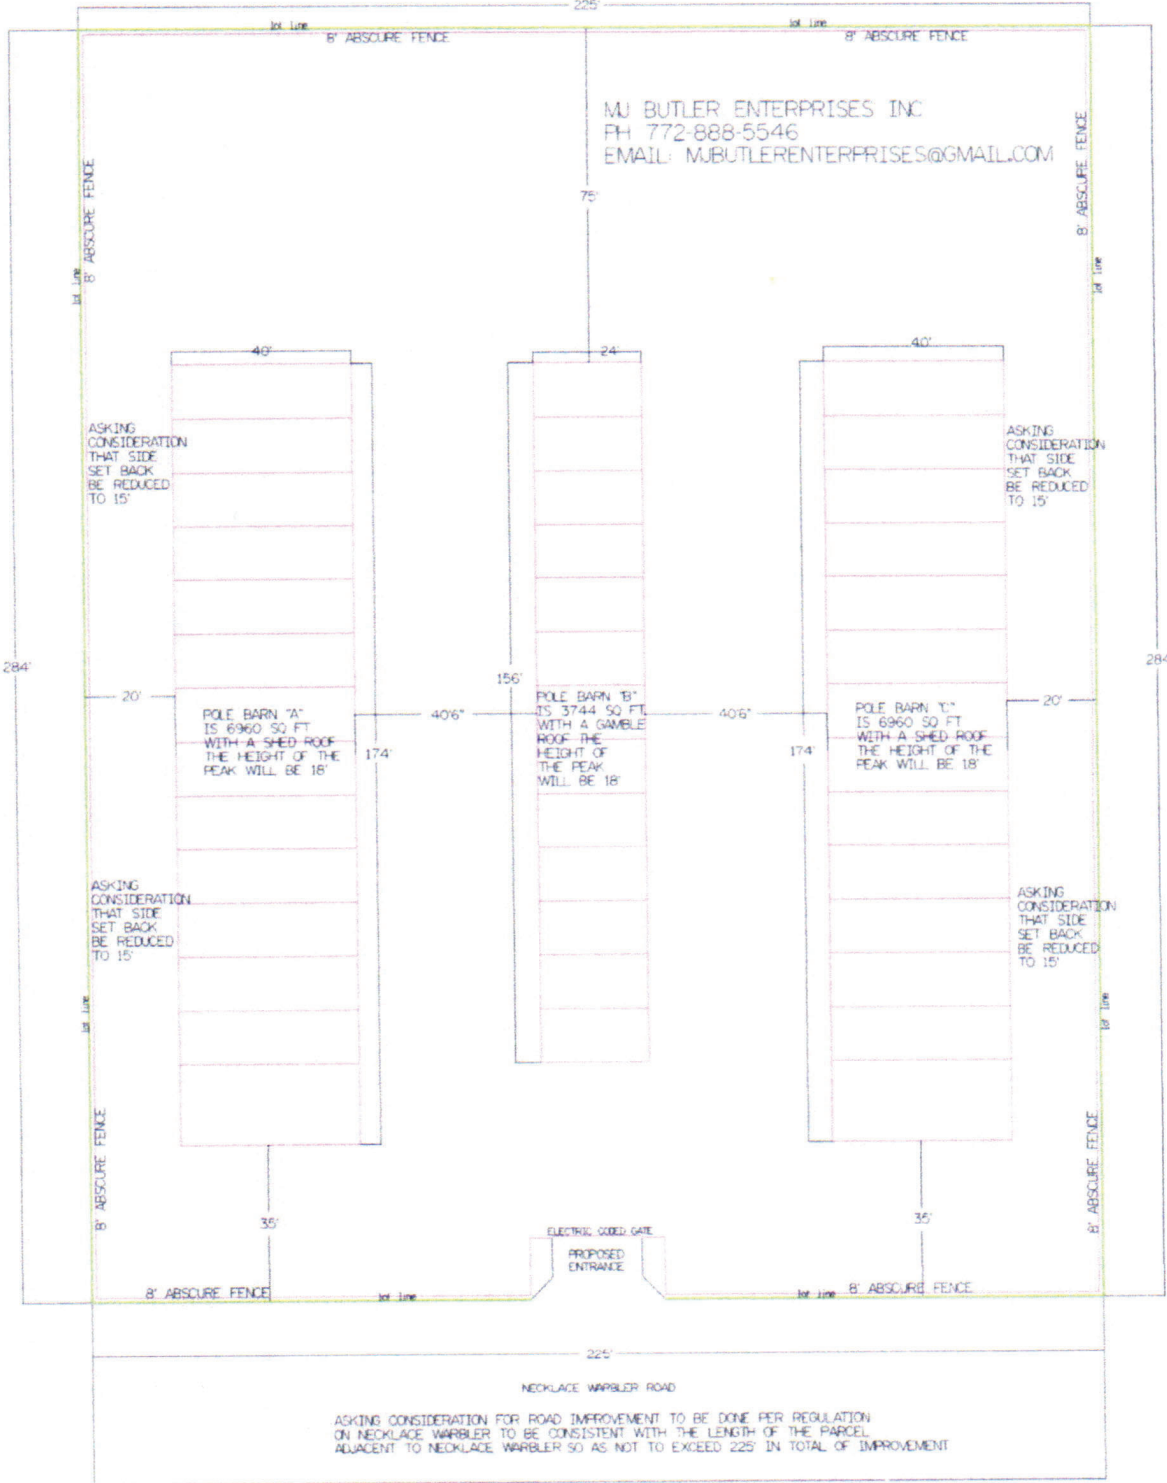 225'
lot line
lot line
8' ABSCURE FENCE
8' ABSCURE FENCE
MJ BUTLER ENTERPRISES INC
PH 772-888-5546
EMAIL: MJBUTLERENTERPRISES@GMAIL.COM
8' ABSCURE FENCE
8' ABSCURE FENCE
75'
lot line
lot line
40'
24'
40'
ASKING
CONSIDERATION
THAT SIDE
SET BACK
BE REDUCED
TO 15'
ASKING
CONSIDERATION
THAT SIDE
SET BACK
BE REDUCED
TO 15'
284'
284
20'
156'
20'
POLE BARN "A"
IS 6960 SQ FT
WITH A SHED ROOF
THE HEIGHT OF THE
PEAK WILL BE 18'
40'6"
POLE BARN "B"
IS 3744 SQ FT
WITH A GAMBLE
ROOF THE
HEIGHT OF
THE PEAK
WILL BE 18'
40'6"
POLE BARN "C"
IS 6960 SQ FT
WITH A SHED ROOF
THE HEIGHT OF THE
PEAK WILL BE 18'
174'
174'
ASKING
CONSIDERATION
THAT SIDE
SET BACK
BE REDUCED
TO 15'
ASKING
CONSIDERATION
THAT SIDE
SET BACK
BE REDUCED
TO 15'
lot line
lot line
8' ABSCURE FENCE
8' ABSCURE FENCE
35'
35'
ELECTRIC CODED GATE
PROPOSED
ENTRANCE
8' ABSCURE FENCE
lot line
lot line
8' ABSCURE FENCE
225'
NECKLACE WARBLER ROAD
ASKING CONSIDERATION FOR ROAD IMPROVEMENT TO BE DONE PER REGULATION
ON NECKLACE WARBLER TO BE CONSISTENT WITH THE LENGTH OF THE PARCEL
ADJACENT TO NECKLACE WARBLER SO AS NOT TO EXCEED 225' IN TOTAL OF IMPROVEMENT